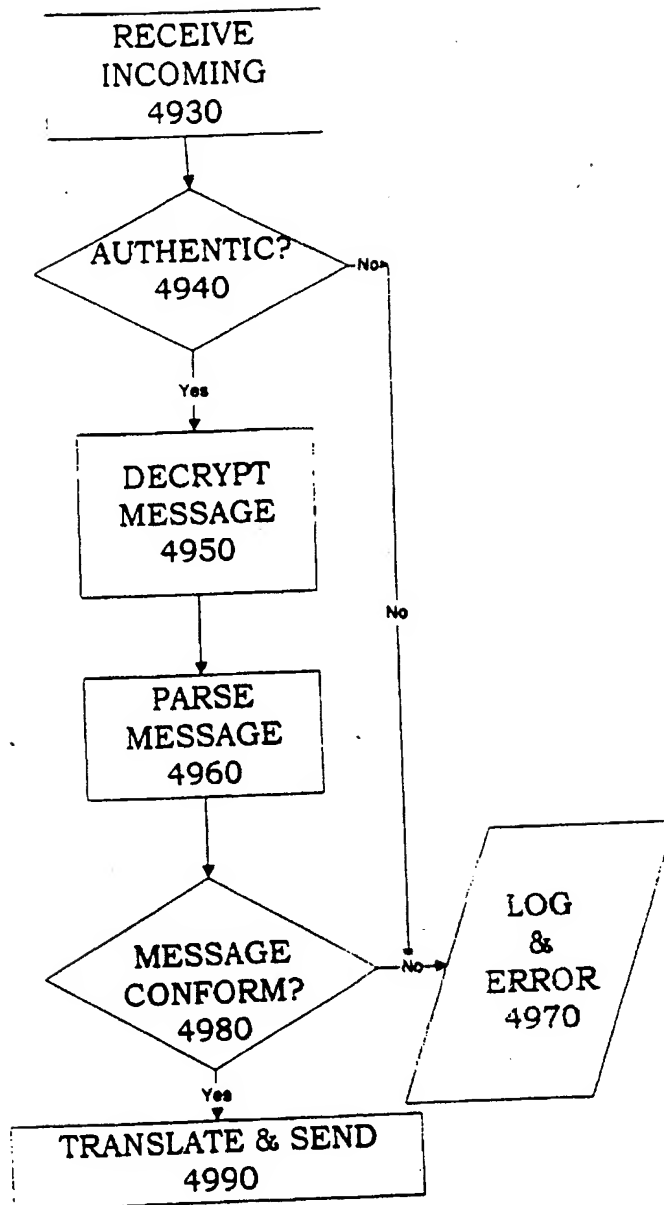 RECEIVE
INCOMING
4930
AUTHENTIC?
4940
No
Yes
DECRYPT
MESSAGE
4950
No
PARSE
MESSAGE
4960
MESSAGE
CONFORM?
4980
No
LOG
&
ERROR
4970
Yes
TRANSLATE & SEND
4990